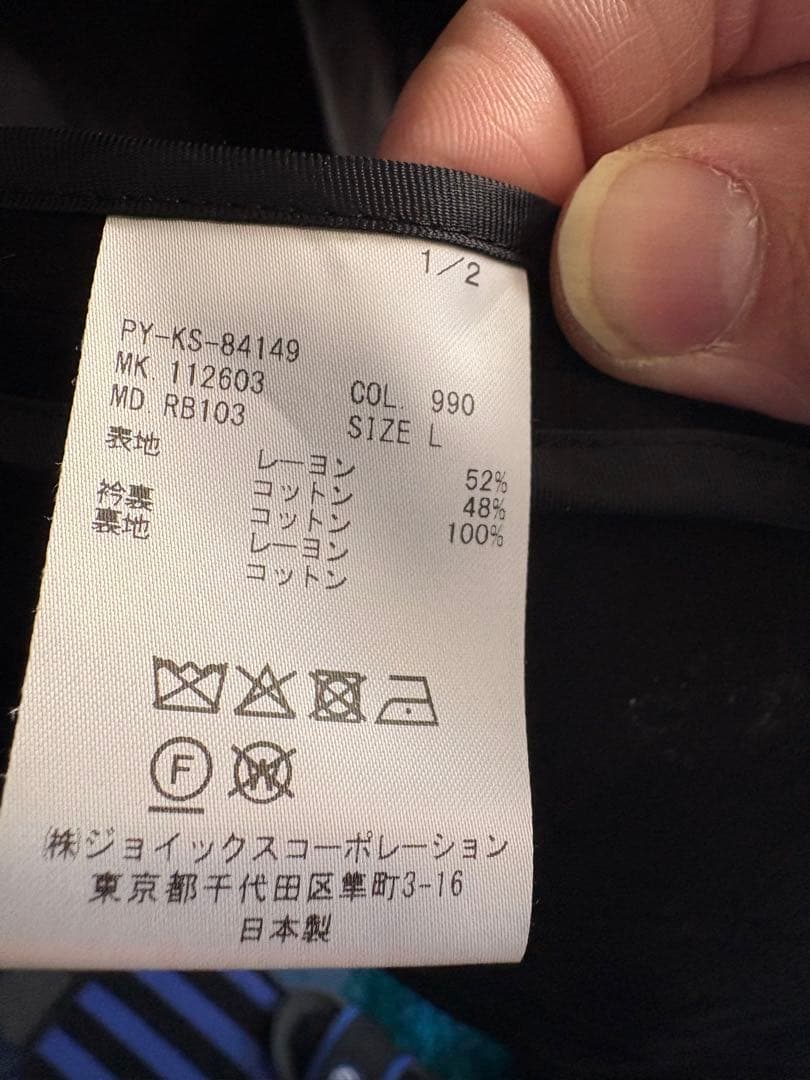 1/2
PY-KS-84149
MK. 112603 COL. 990
MD. RB103 SIZE L
表地 レーヨン 52%
コットン 48%
衿裏 コットン 100%
裏地 レーヨン
コットン
F W
㈱ジョイックスコーポレーション
東京都千代田区隼町3-16
日本製